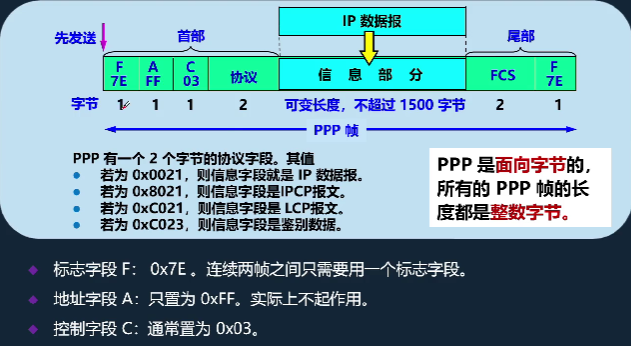 IP 数据报
先发送
首部
尾部
F
7E
A
FF
C
03
协议
信息部分
FCS
F
7E
字节
1
1
1
2
可变长度，不超过 1500 字节
2
1
PPP 帧
PPP 有一个 2 个字节的协议字段。其值
若为 0x0021，则信息字段就是 IP 数据报。
若为 0x8021，则信息字段是IPCP报文。
若为 0xC021，则信息字段是 LCP报文。
若为 0xC023，则信息字段是鉴别数据。
PPP 是面向字节的，
所有的 PPP 帧的长
度都是整数字节。
标志字段 F： 0x7E 。连续两帧之间只需要用一个标志字段。
地址字段 A：只置为 0xFF。实际上不起作用。
控制字段 C：通常置为 0x03。